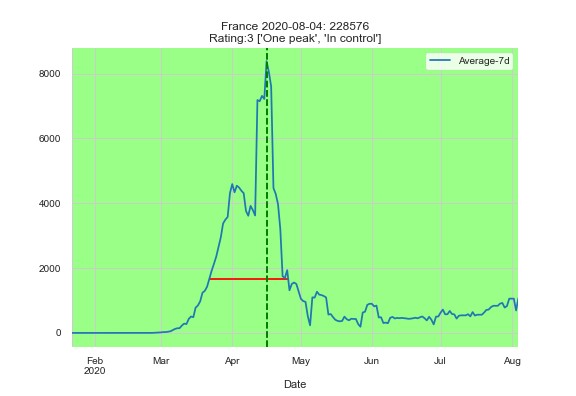 France 2020-08-04: 228576
Rating:3 ['One peak', 'In control']
Average-7d
8000
6000
4000
2000
0
Feb
2020
Mar
Apr
May
Jun
Jul
Aug
Date